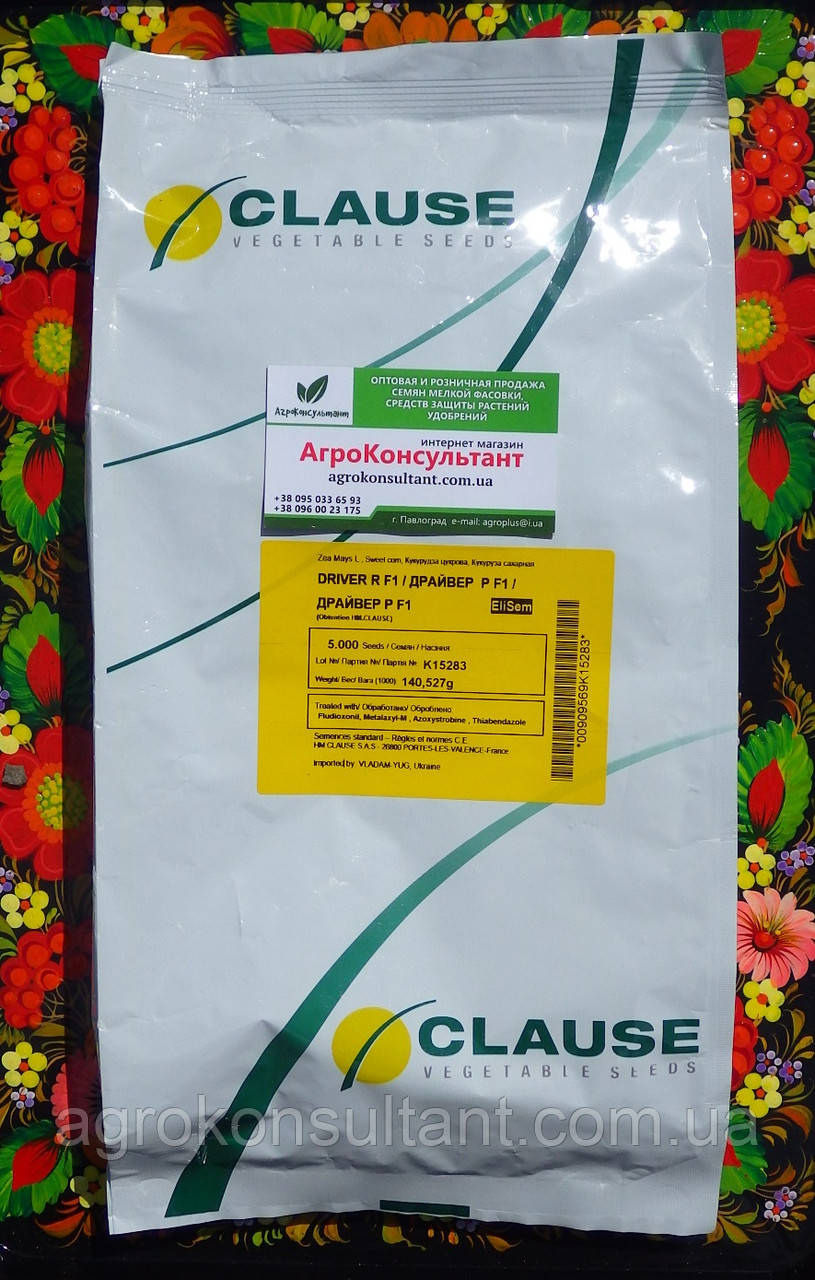 CLAUSE
VEGETABLE SEEDS
АгроКонсультант
ОПТОВАЯ И РОЗНИЧНАЯ ПРОДАЖА
СЕМЯН МЕЛКОЙ ФАСОВКИ,
СРЕДСТВ ЗАЩИТЫ РАСТЕНИЙ
УДОБРЕНИЙ
интернет магазин
АгроКонсультант
agrokonsultant.com.ua
+38 095 033 65 93
+38 096 00 23 175
г. Павлоград e-mail: agroplus@i.ua
Zea Mays L., Sweet corn, Кукурудза цукрова, Кукуруза сахарная
DRIVER R F1 / ДРАЙВЕР Р F1 /
ДРАЙВЕР Р F1
EliSem
(Obtention HM.CLAUSE)
5.000 Seeds / Семян / Насіння
Lot №/ Партия №/ Партія № K15283
Weight/ Вес/ Вага (1000) 140,527g
Treated with/ Обработано/ Оброблено
Fludioxonil, Metalaxyl-M , Azoxystrobine , Thiabendazole
Semences standard – Règles et normes C.E
HM CLAUSE S.A.S - 26800 PORTES-LES-VALENCE-France
Imported by VLADAM-YUG, Ukraine
*00909569K15283*
CLAUSE
VEGETABLE SEEDS
agrokonsultant.com.ua